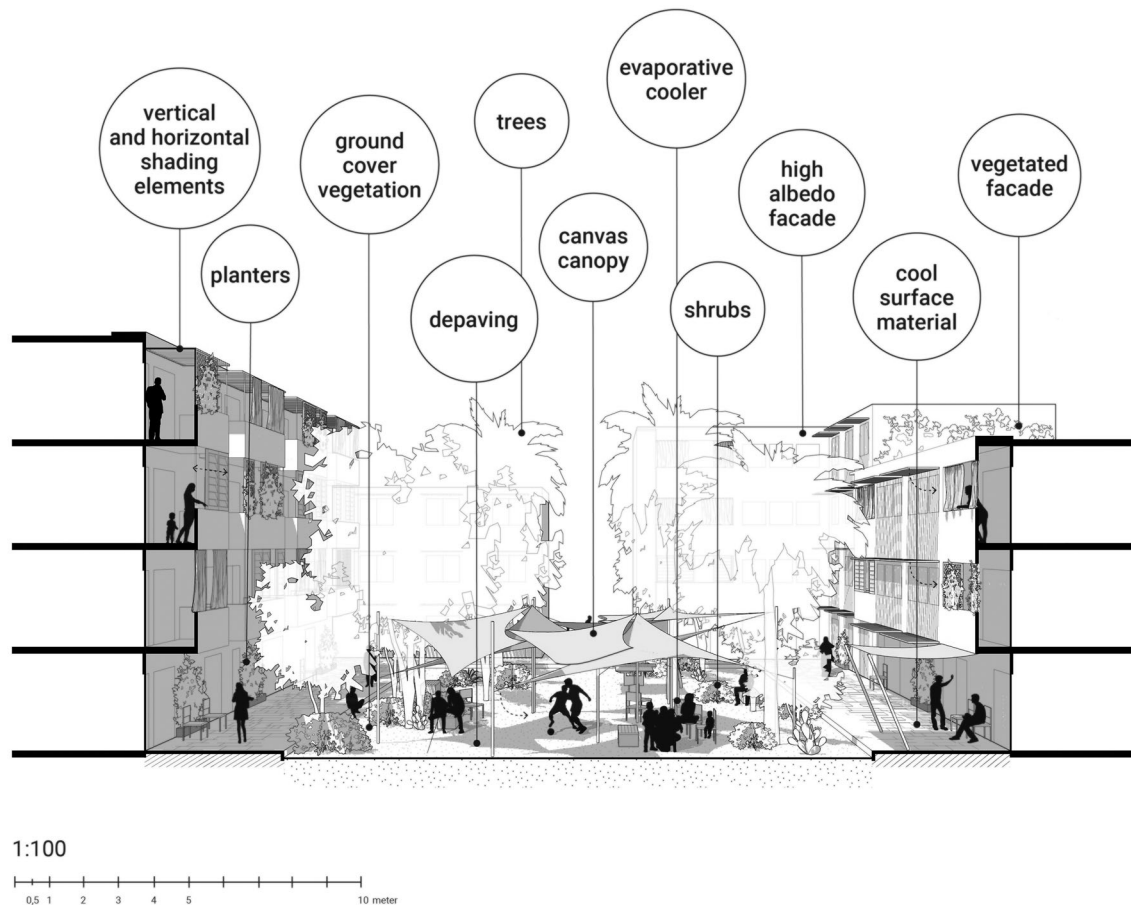 evaporative
cooler
trees
vertical
and horizontal
shading
elements
ground
cover
vegetation
high
albedo
facade
vegetated
facade
canvas
canopy
planters
cool
surface
material
depaving
shrubs
1:100
0,5 1 2 3 4 5 10 meter